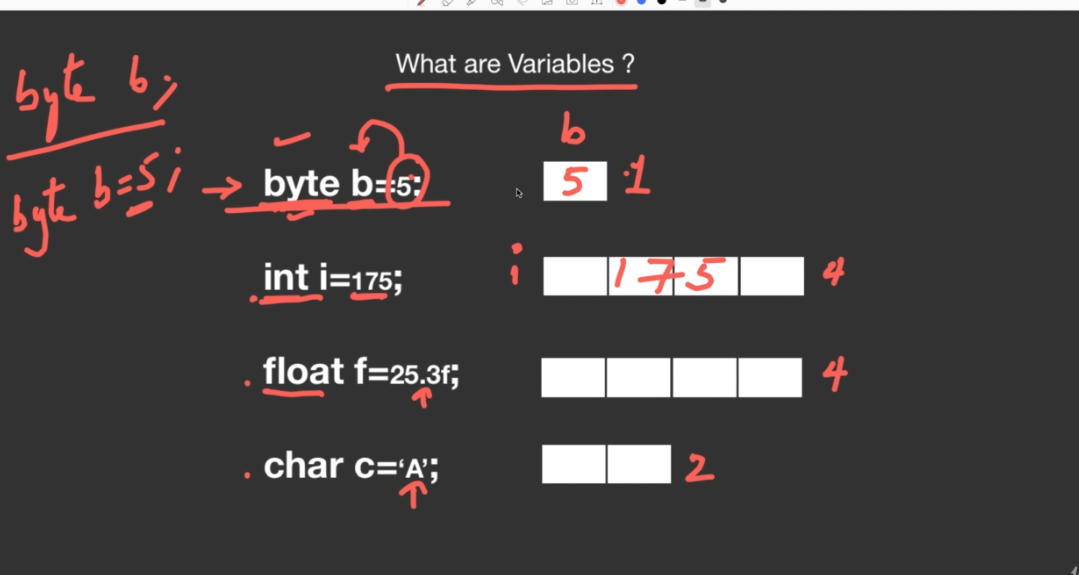 What are Variables ?
byte b;
byte b=5;
→ byte b=5;
b
5 1
int i=175;
i 175 4
float f=25.3f;
4
char c=‘A’;
2